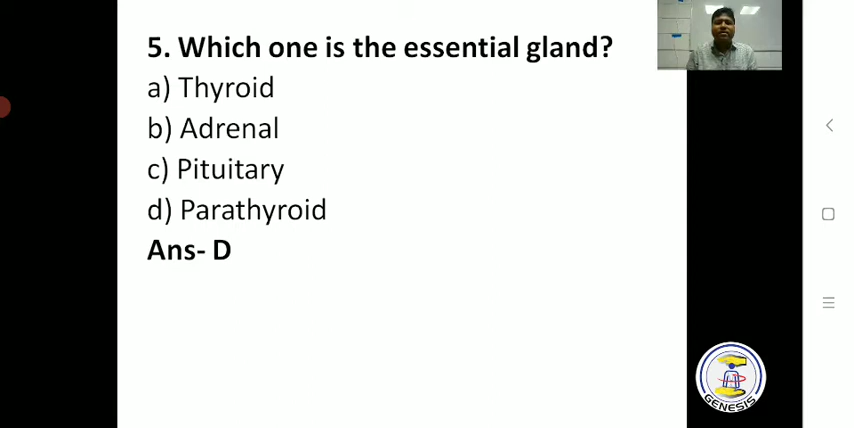 5. Which one is the essential gland?
a) Thyroid
b) Adrenal
c) Pituitary
d) Parathyroid
Ans- D
GENESIS